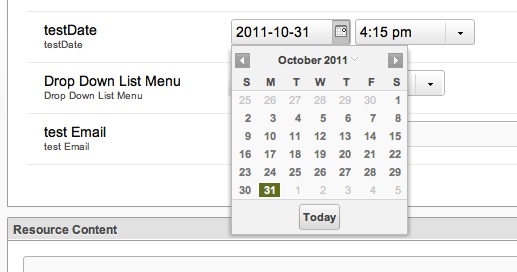 testDate
testDate
2011-10-31
4:15 pm
October 2011
S M T W T F S
25 26 27 28 29 30 1
2 3 4 5 6 7 8
9 10 11 12 13 14 15
16 17 18 19 20 21 22
23 24 25 26 27 28 29
30 31 1 2 3 4 5
Today
Drop Down List Menu
Drop Down List Menu
test Email
test Email
Resource Content